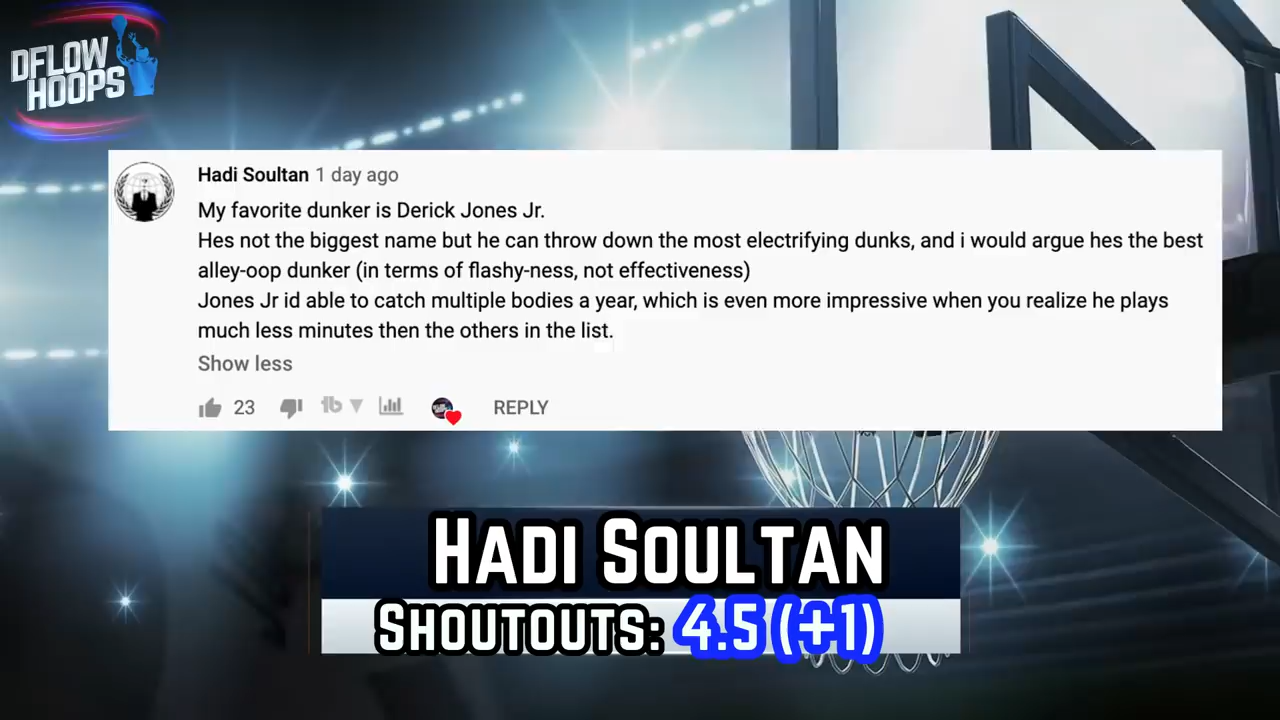 DFLOW
HOOPS
Hadi Soultan 1 day ago
My favorite dunker is Derick Jones Jr.
Hes not the biggest name but he can throw down the most electrifying dunks, and i would argue hes the best
alley-oop dunker (in terms of flashy-ness, not effectiveness)
Jones Jr id able to catch multiple bodies a year, which is even more impressive when you realize he plays
much less minutes then the others in the list.
Show less
23 tb REPLY
HADI SOULTAN
SHOUTOUTS: 4.5 (+1)